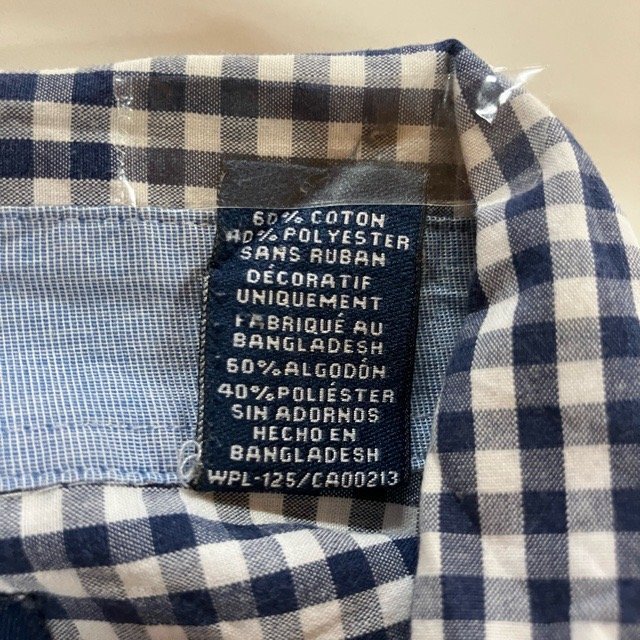 60% COTON
40% POLYESTER
SANS RUBAN
DÉCORATIF
UNIQUEMENT
FABRIQUÉ AU
BANGLADESH
60% ALGODÓN
40% POLIÉSTER
SIN ADORNOS
HECHO EN
BANGLADESH
WPL-125/CA00213